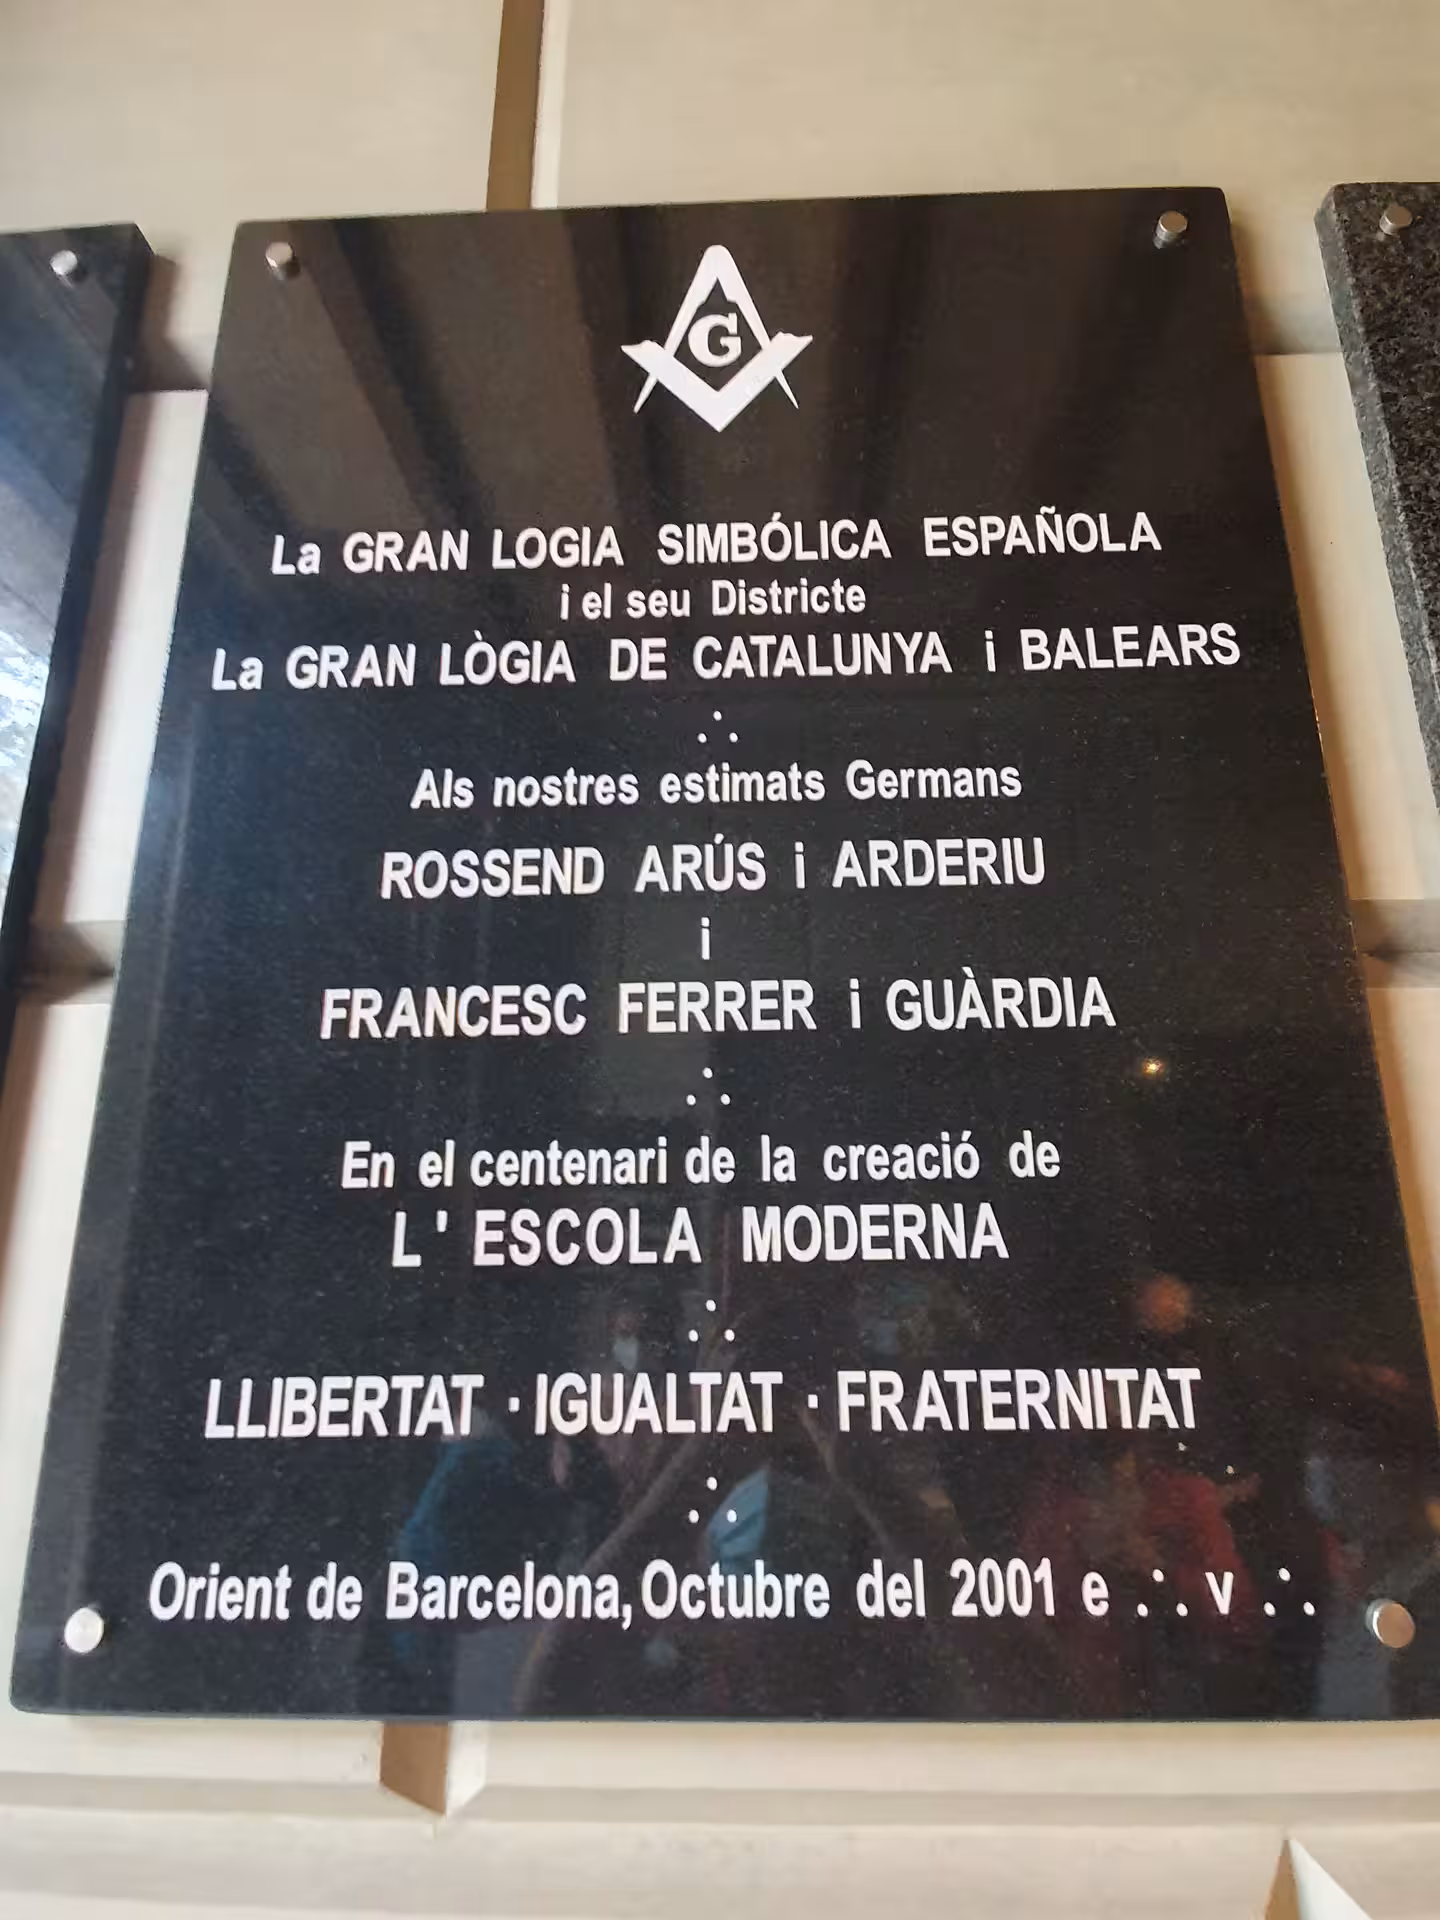 G
La GRAN LOGIA SIMBÓLICA ESPAÑOLA
i el seu Districte
La GRAN LÒGIA DE CATALUNYA i BALEARS
∴
Als nostres estimats Germans
ROSSEND ARÚS i ARDERIU
i
FRANCESC FERRER i GUÀRDIA
∴
En el centenari de la creació de
L' ESCOLA MODERNA
∴
LLIBERTAT · IGUALTAT · FRATERNITAT
∴
Orient de Barcelona, Octubre del 2001 e ∴ v ∴